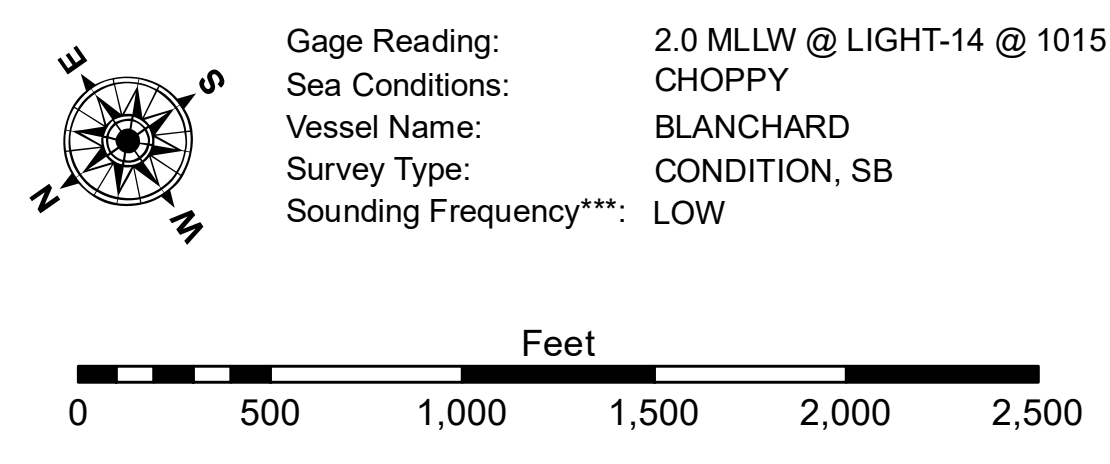 E
S
N
W
Gage Reading: 2.0 MLLW @ LIGHT-14 @ 1015
Sea Conditions: CHOPPY
Vessel Name: BLANCHARD
Survey Type: CONDITION, SB
Sounding Frequency***: LOW
Feet
0 500 1,000 1,500 2,000 2,500